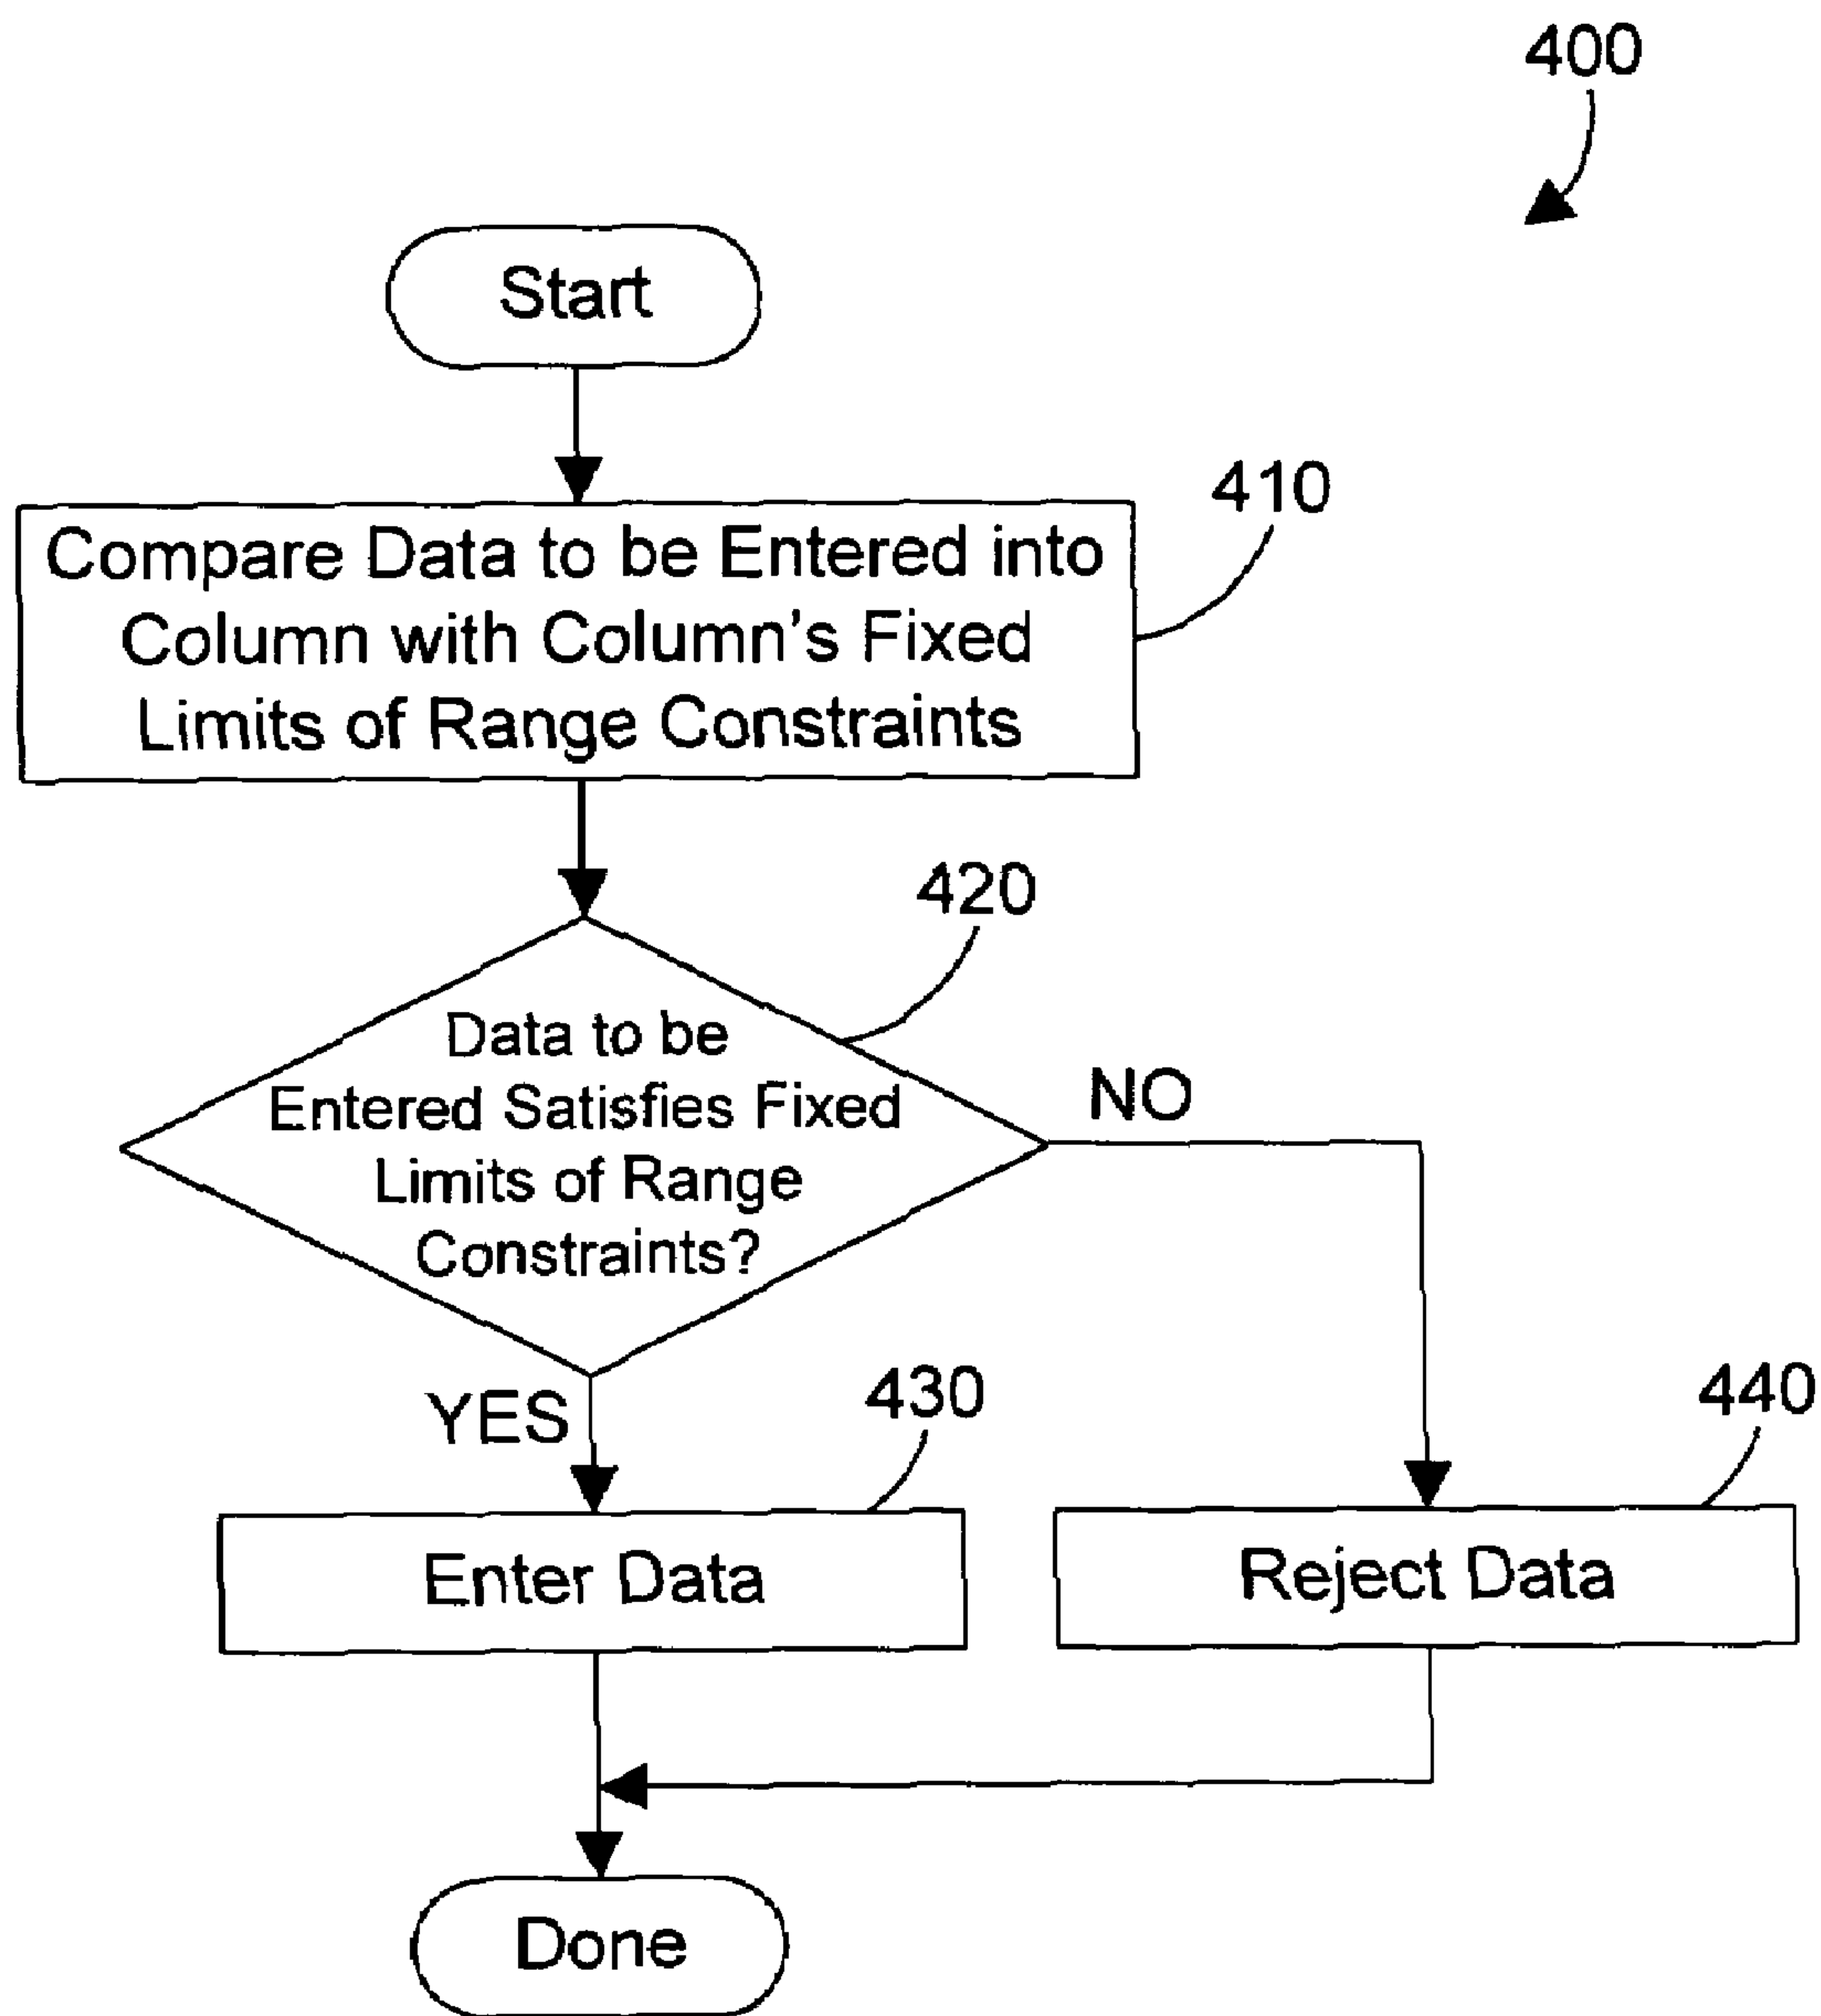 400
Start
410
Compare Data to be Entered into
Column with Column's Fixed
Limits of Range Constraints
420
Data to be
Entered Satisfies Fixed
Limits of Range
Constraints?
NO
YES
430
440
Enter Data
Reject Data
Done